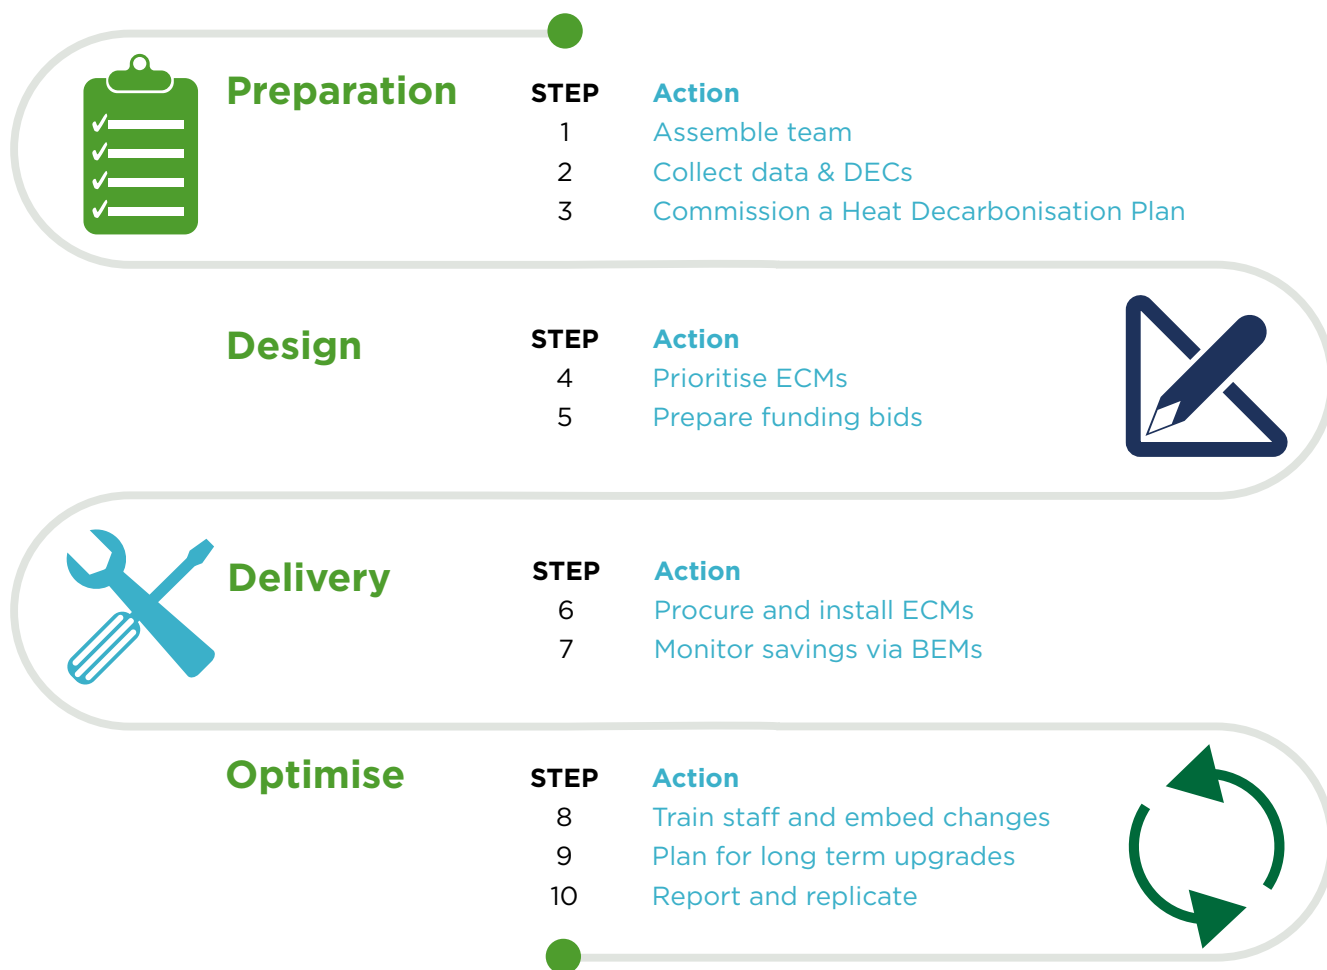 Preparation
STEP Action
1 Assemble team
2 Collect data & DECs
3 Commission a Heat Decarbonisation Plan
Design
STEP Action
4 Prioritise ECMs
5 Prepare funding bids
Delivery
STEP Action
6 Procure and install ECMs
7 Monitor savings via BEMs
Optimise
STEP Action
8 Train staff and embed changes
9 Plan for long term upgrades
10 Report and replicate